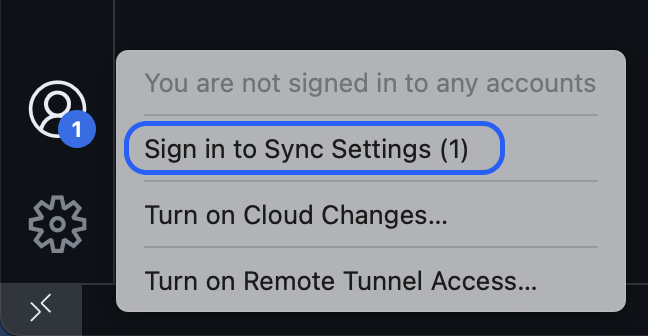 You are not signed in to any accounts
1
Sign in to Sync Settings (1)
Turn on Cloud Changes...
Turn on Remote Tunnel Access...